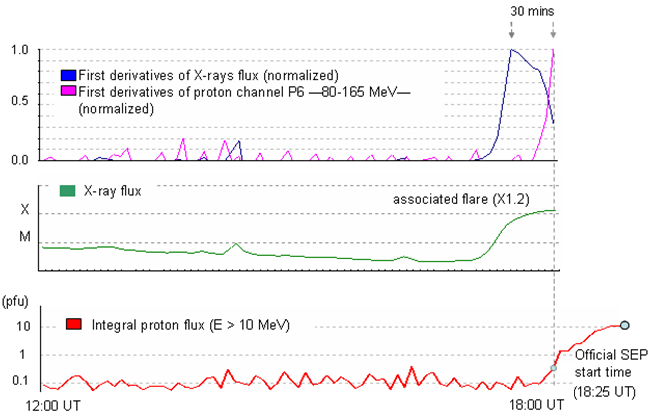 30 mins
1.0
First derivatives of X-rays flux (normalized)
First derivatives of proton channel P6 —80-165 MeV—
(normalized)
0.5
0.0
X-ray flux
associated flare (X1.2)
X
M
(pfu)
Integral proton flux (E > 10 MeV)
10
1
0.1
Official SEP
start time
(18:25 UT)
12:00 UT
18:00 UT